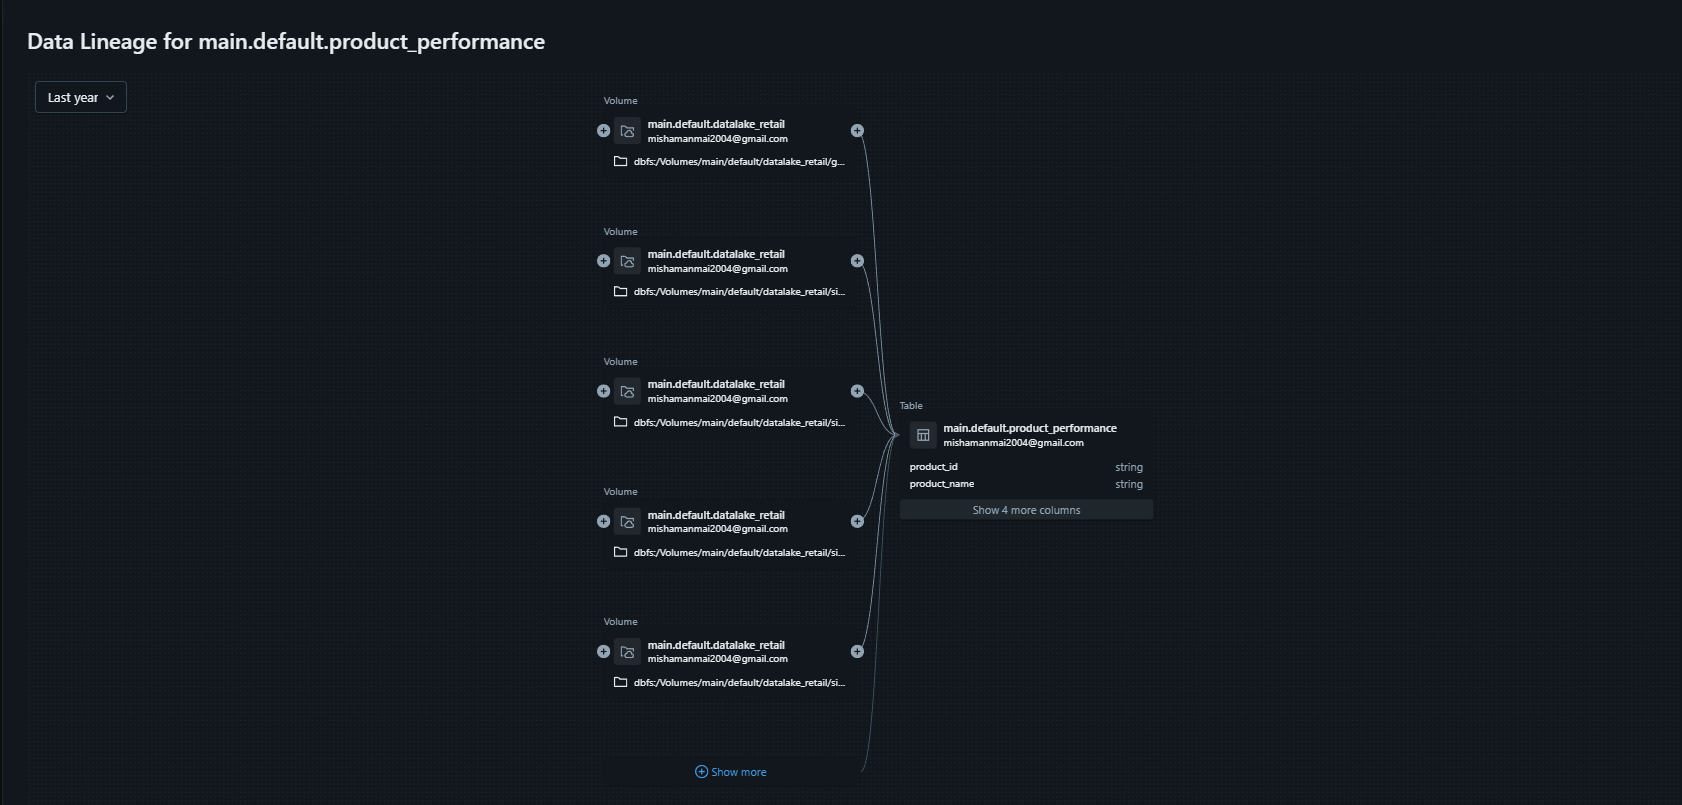 Data Lineage for main.default.product_performance
Last year
Volume
main.default.datalake_retail
mishamanmai2004@gmail.com
dbfs:/Volumes/main/default/datalake_retail/g...
Volume
main.default.datalake_retail
mishamanmai2004@gmail.com
dbfs:/Volumes/main/default/datalake_retail/si...
Volume
main.default.datalake_retail
mishamanmai2004@gmail.com
dbfs:/Volumes/main/default/datalake_retail/si...
Table
main.default.product_performance
mishamanmai2004@gmail.com
product_id string
product_name string
Show 4 more columns
Volume
main.default.datalake_retail
mishamanmai2004@gmail.com
dbfs:/Volumes/main/default/datalake_retail/si...
Volume
main.default.datalake_retail
mishamanmai2004@gmail.com
dbfs:/Volumes/main/default/datalake_retail/si...
Show more